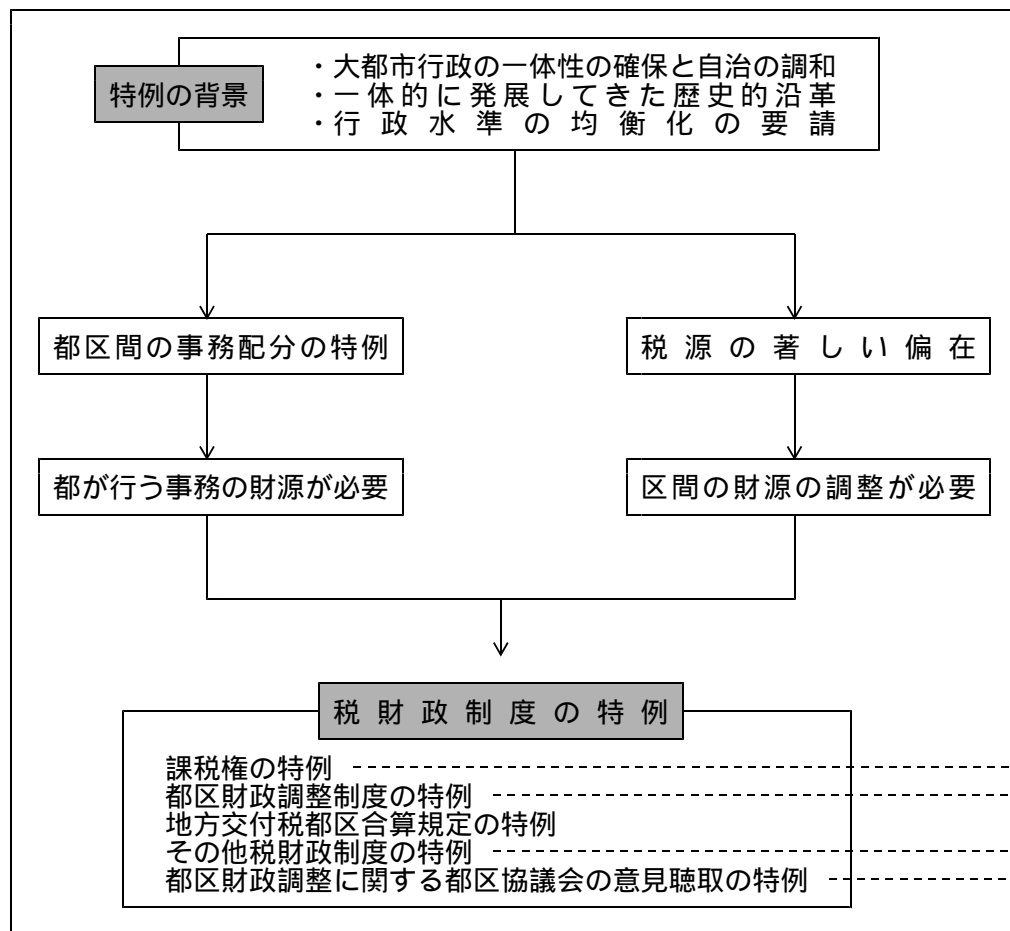 特例の背景
・大都市行政の一体性の確保と自治の調和
・一体的に発展してきた歴史的沿革
・行政水準の均衡化の要請
都区間の事務配分の特例
税源の著しい偏在
都が行う事務の財源が必要
区間の財源の調整が必要
税財政制度の特例
課税権の特例
都区財政調整制度の特例
地方交付税都区合算規定の特例
その他税財政制度の特例
都区財政調整に関する都区協議会の意見聴取の特例